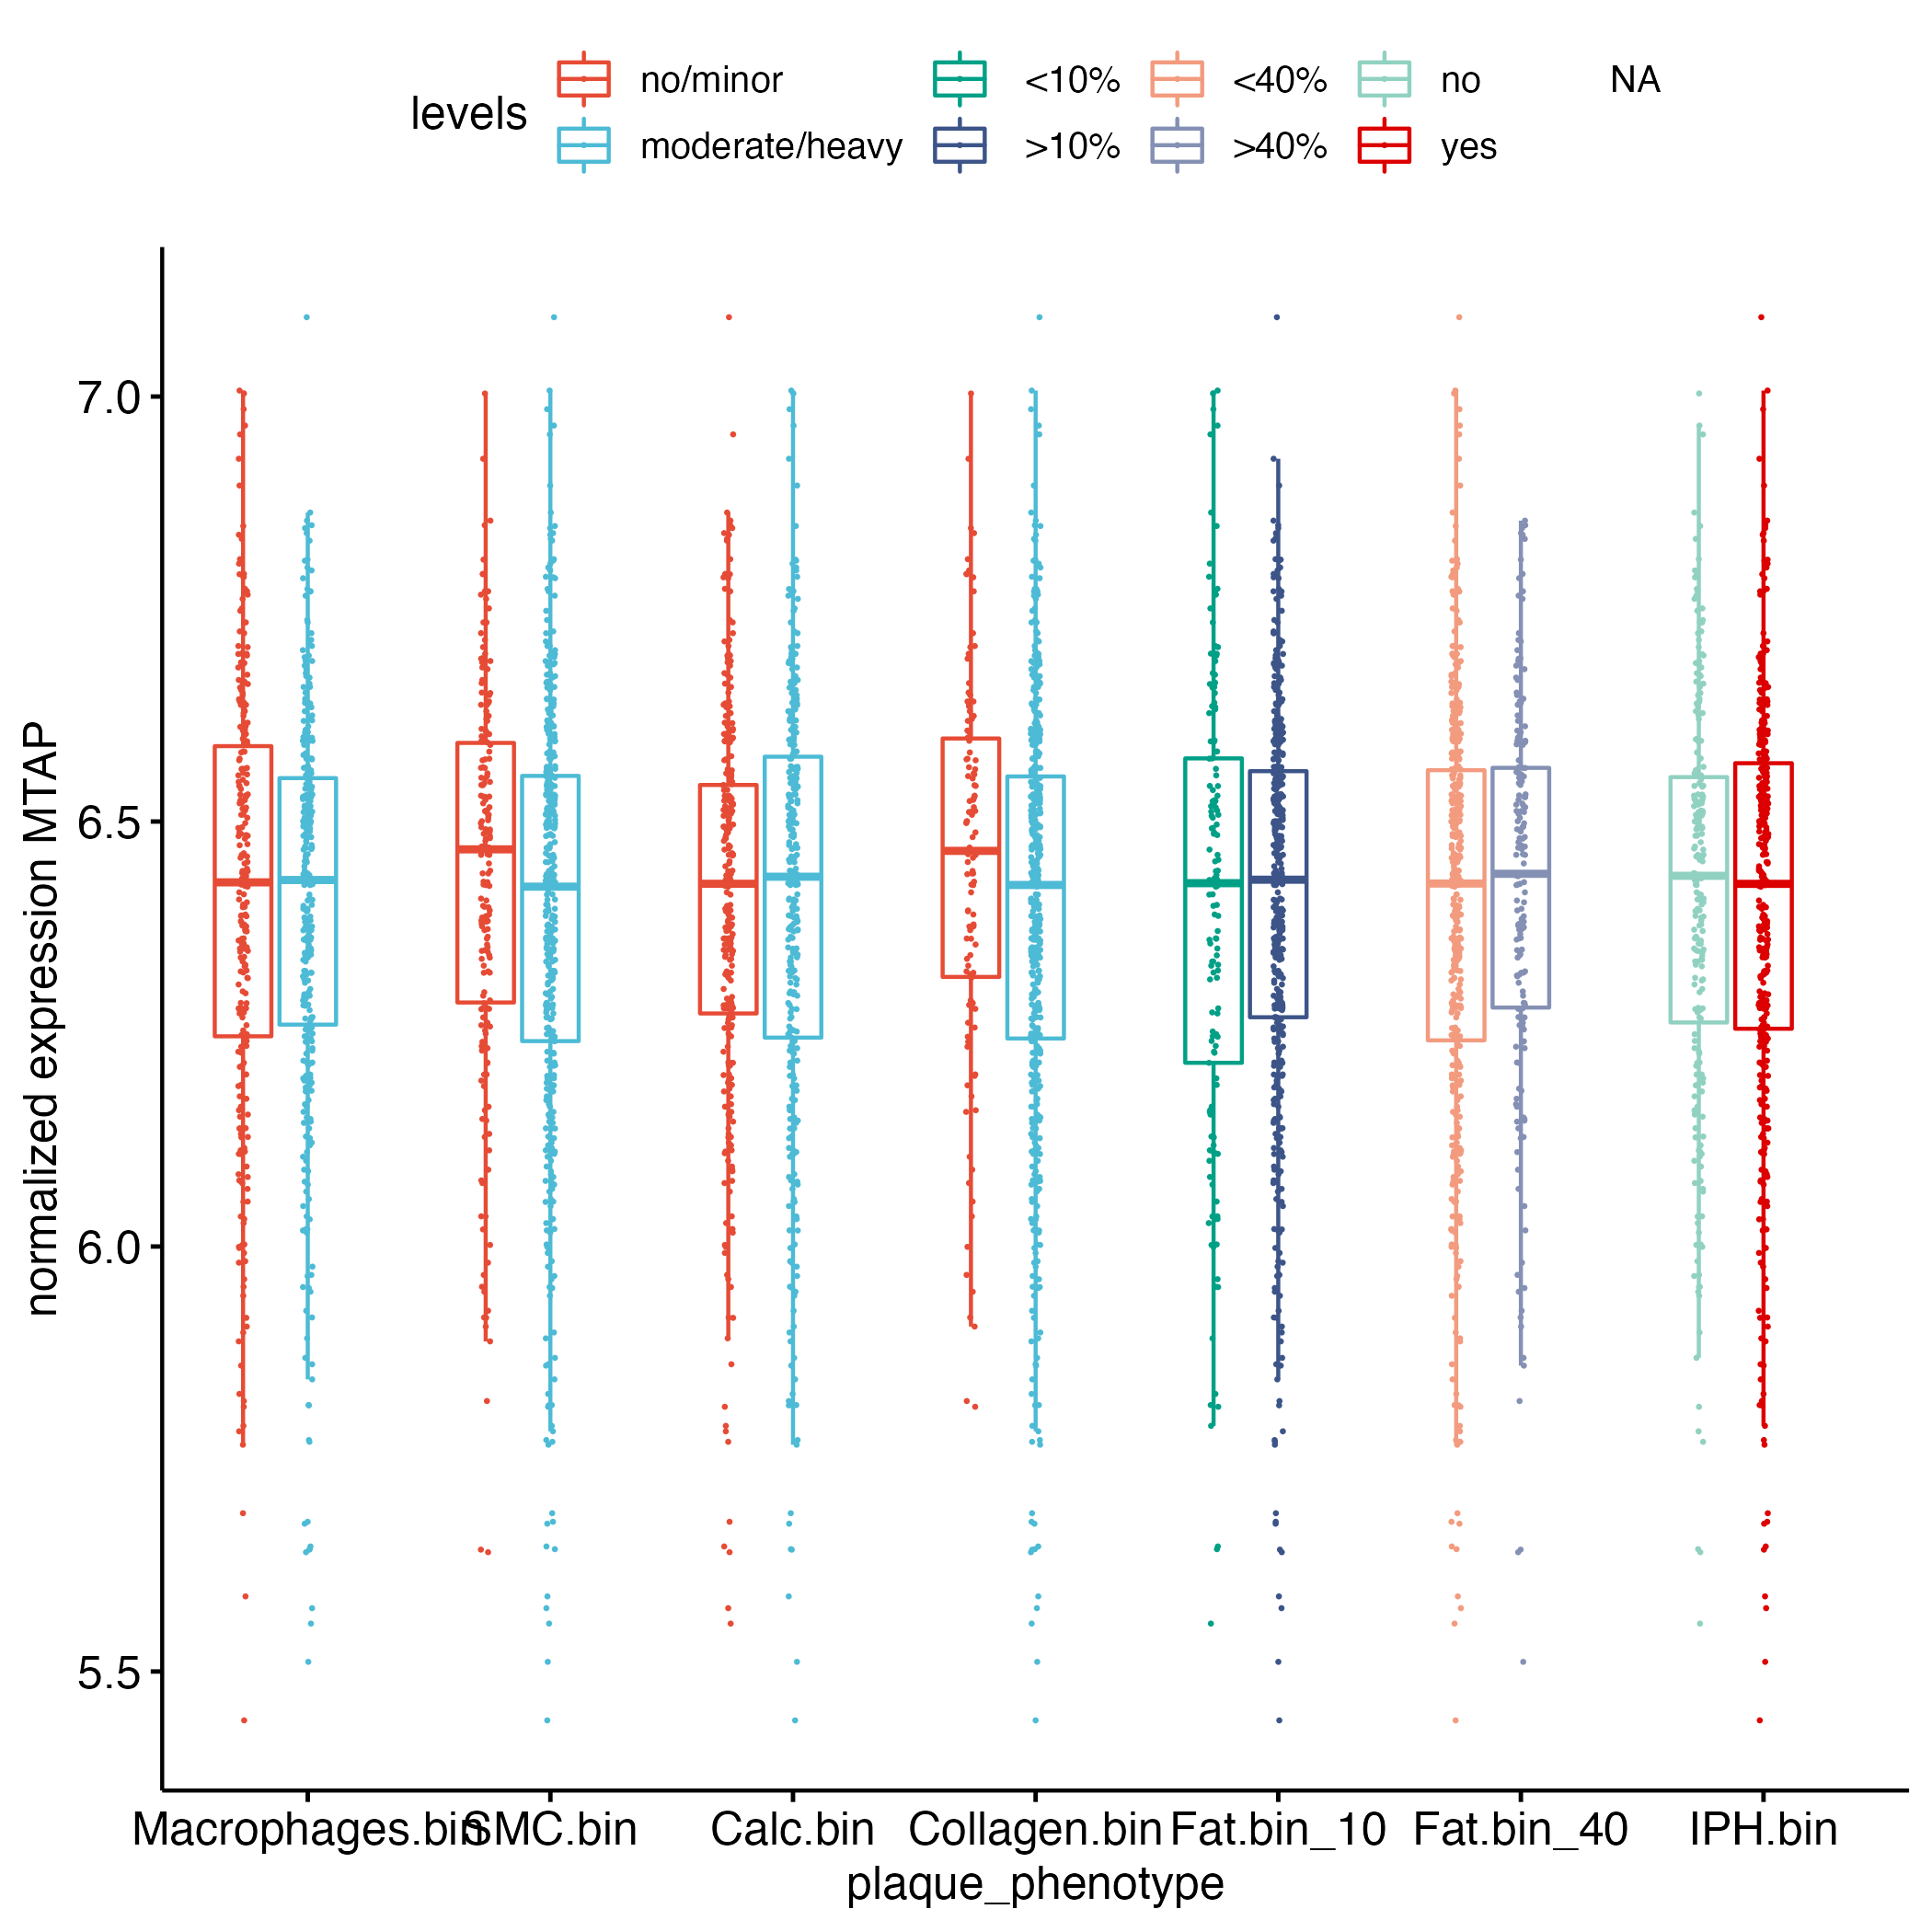 levels
no/minor <10% <40% no NA
moderate/heavy >10% >40% yes
normalized expression MTAP
7.0
6.5
6.0
5.5
Macrophages.bin SMC.bin Calc.bin Collagen.bin Fat.bin_10 Fat.bin_40 IPH.bin
plaque_phenotype